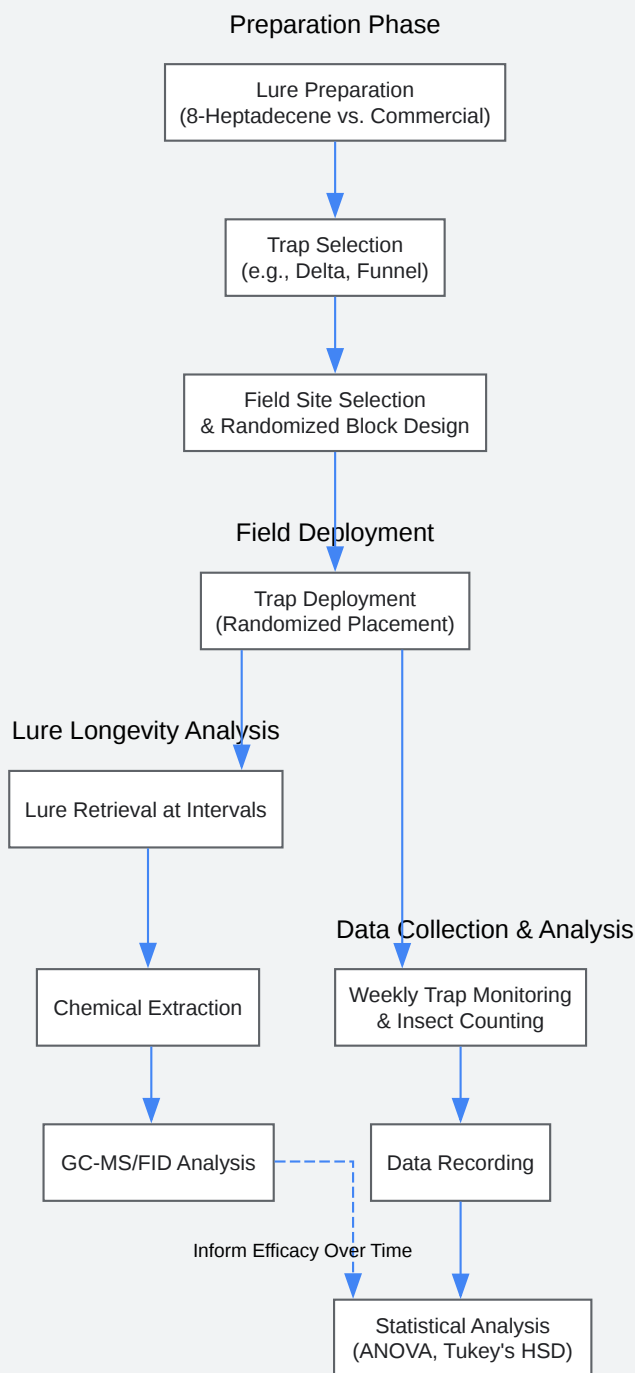 Preparation Phase
Lure Preparation
(8-Heptadecene vs. Commercial)
Trap Selection
(e.g., Delta, Funnel)
Field Site Selection
& Randomized Block Design
Field Deployment
Trap Deployment
(Randomized Placement)
Lure Longevity Analysis
Lure Retrieval at Intervals
Chemical Extraction
GC-MS/FID Analysis
Inform Efficacy Over Time
Data Collection & Analysis
Weekly Trap Monitoring
& Insect Counting
Data Recording
Statistical Analysis
(ANOVA, Tukey's HSD)